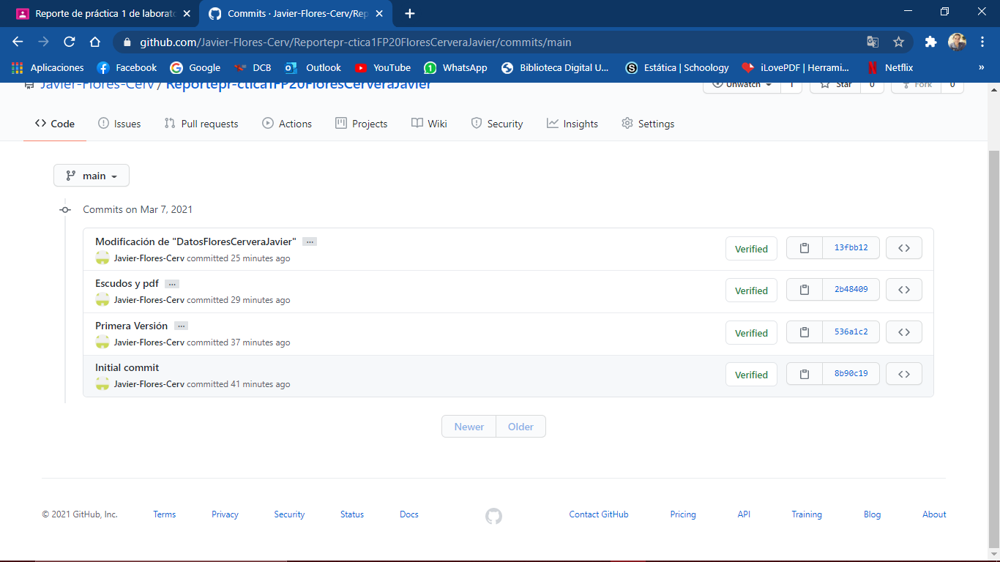 Reporte de práctica 1 de laborato
Commits · Javier-Flores-Cerv/Rep
github.com/Javier-Flores-Cerv/Reportepr-ctica1FP20FloresCerveraJavier/commits/main
Aplicaciones Facebook Google DCB Outlook YouTube WhatsApp Biblioteca Digital U... Estática | Schoology iLovePDF | Herrami... Netflix »
Javier-Flores-Cerv / Reportepr-ctica1FP20FloresCerveraJavier Unwatch 1 Star 0 Fork 0
Code Issues Pull requests Actions Projects Wiki Security Insights Settings
main
Commits on Mar 7, 2021
Modificación de "DatosFloresCerveraJavier" ...
Javier-Flores-Cerv committed 25 minutes ago
Verified 13fbb12
Escudos y pdf ...
Javier-Flores-Cerv committed 29 minutes ago
Verified 2b48409
Primera Versión ...
Javier-Flores-Cerv committed 37 minutes ago
Verified 536a1c2
Initial commit
Javier-Flores-Cerv committed 41 minutes ago
Verified 8b90c19
Newer Older
© 2021 GitHub, Inc. Terms Privacy Security Status Docs Contact GitHub Pricing API Training Blog About